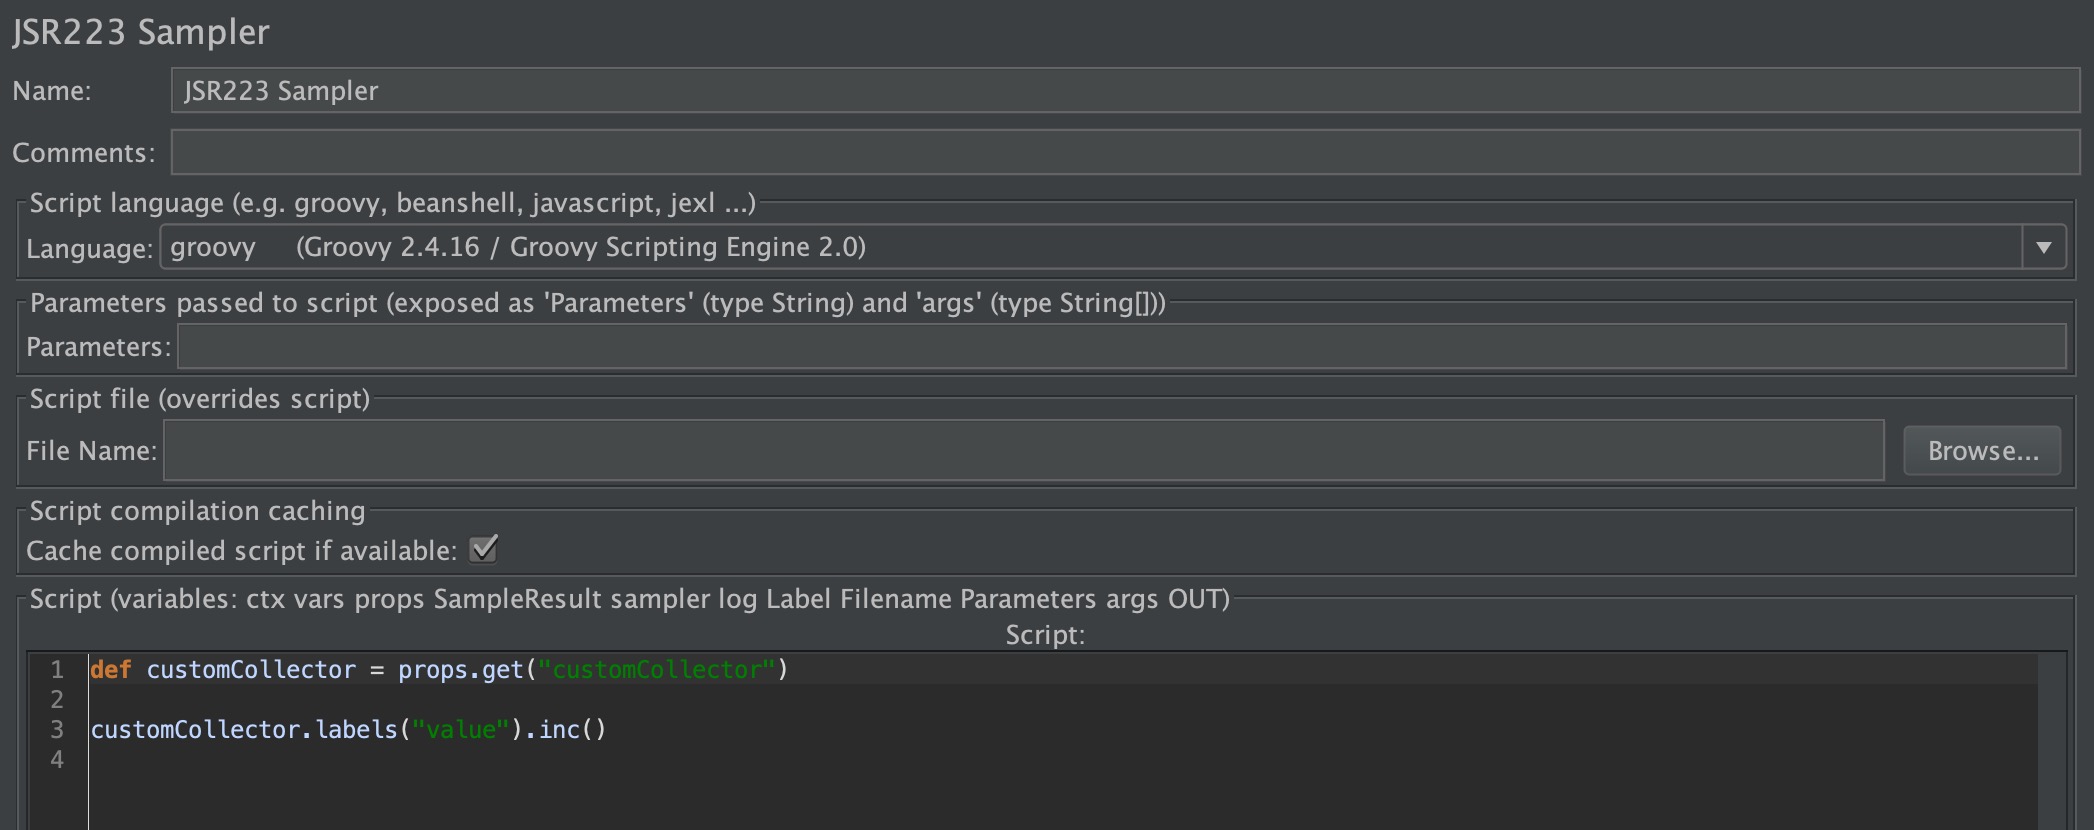 JSR223 Sampler
Name: JSR223 Sampler
Comments:
Script language (e.g. groovy, beanshell, javascript, jexl ...)
Language: groovy (Groovy 2.4.16 / Groovy Scripting Engine 2.0)
Parameters passed to script (exposed as 'Parameters' (type String) and 'args' (type String[]))
Parameters:
Script file (overrides script)
File Name: Browse...
Script compilation caching
Cache compiled script if available:
Script (variables: ctx vars props SampleResult sampler log Label Filename Parameters args OUT)
Script:
1 def customCollector = props.get("customCollector")
2
3 customCollector.labels("value").inc()
4